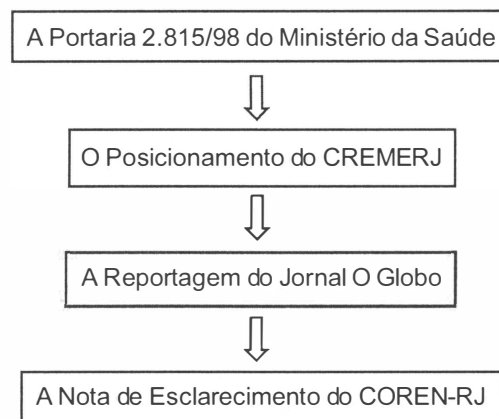 A Portaria 2.815/98 do Ministério da Saúde
O Posicionamento do CREMERJ
A Reportagem do Jornal O Globo
A Nota de Esclarecimento do COREN-RJ